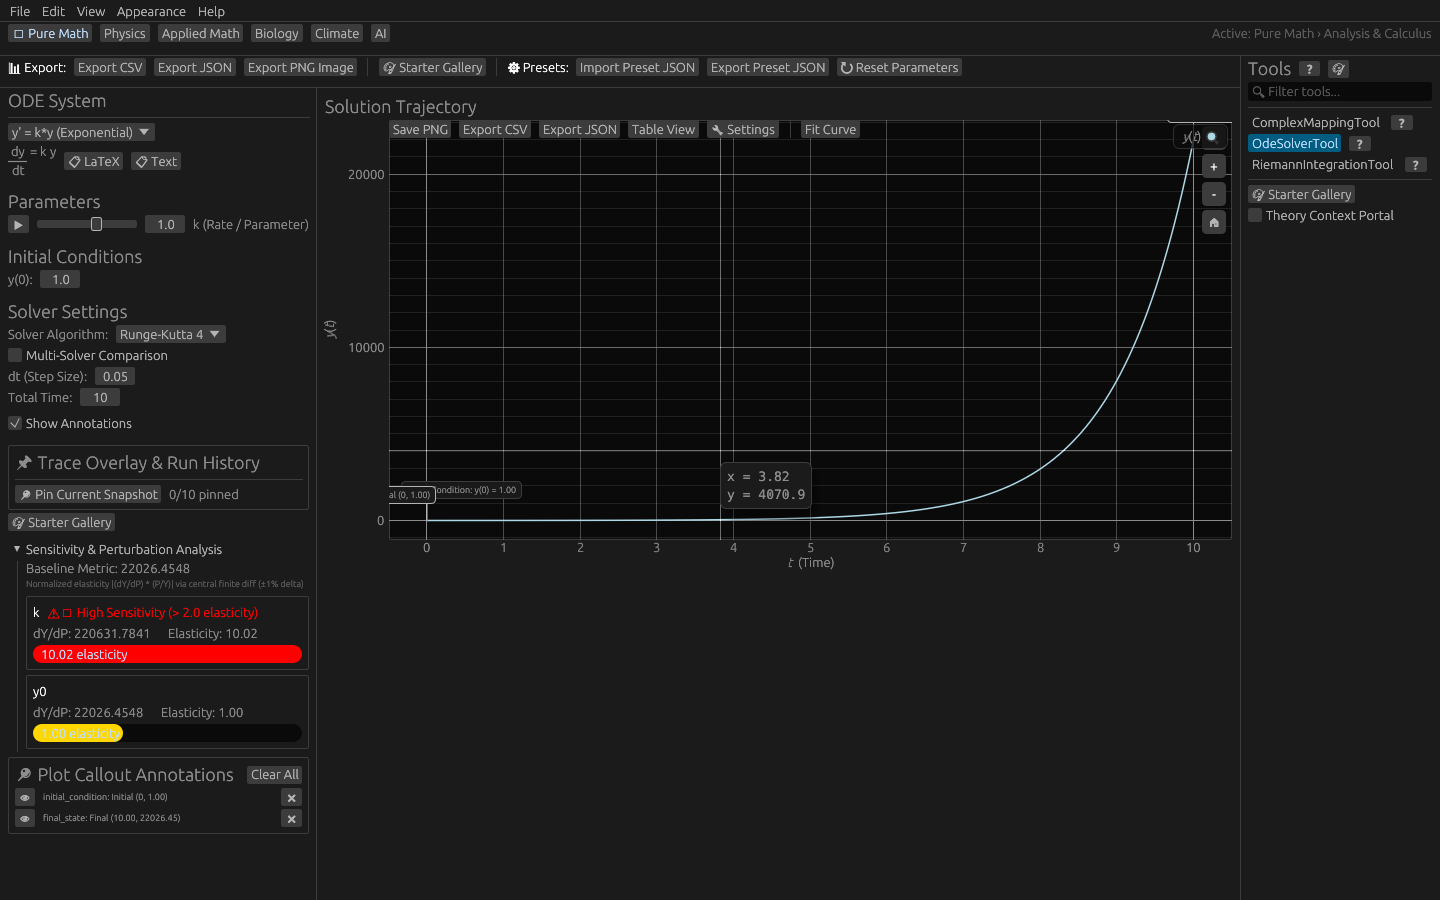 File Edit View Appearance Help
Pure Math Physics Applied Math Biology Climate AI
Active: Pure Math › Analysis & Calculus
Export: Export CSV Export JSON Export PNG Image Starter Gallery Presets: Import Preset JSON Export Preset JSON Reset Parameters
ODE System
y' = k*y (Exponential)
dy/dt = k y LaTeX Text
Parameters
1.0 k (Rate / Parameter)
Initial Conditions
y(0): 1.0
Solver Settings
Solver Algorithm: Runge-Kutta 4
Multi-Solver Comparison
dt (Step Size): 0.05
Total Time: 10
Show Annotations
Trace Overlay & Run History
Pin Current Snapshot 0/10 pinned
Starter Gallery
Sensitivity & Perturbation Analysis
Baseline Metric: 22026.4548
Normalized elasticity |(dY/dP) * (P/Y)| via central finite diff (±1% delta)
k High Sensitivity (> 2.0 elasticity)
dY/dP: 220631.7841 Elasticity: 10.02
10.02 elasticity
y0
dY/dP: 22026.4548 Elasticity: 1.00
1.00 elasticity
Plot Callout Annotations Clear All
initial_condition: Initial (0, 1.00)
final_state: Final (10.00, 22026.45)
Solution Trajectory
Save PNG Export CSV Export JSON Table View Settings Fit Curve
y(t)
+
-
20000
10000
0
y(t)
x = 3.82
y = 4070.9
ondition: y(0) = 1.00
al (0, 1.00)
0 1 2 3 4 5 6 7 8 9 10
t (Time)
Tools ?
Filter tools...
ComplexMappingTool ?
OdeSolverTool ?
RiemannIntegrationTool ?
Starter Gallery
Theory Context Portal